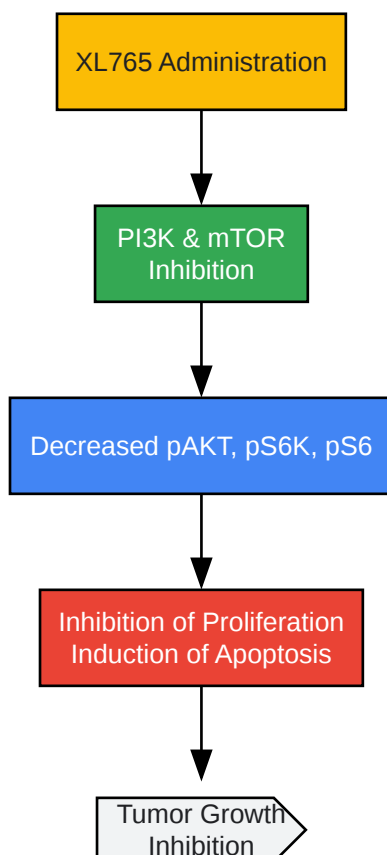 XL765 Administration
PI3K & mTOR
Inhibition
Decreased pAKT, pS6K, pS6
Inhibition of Proliferation
Induction of Apoptosis
Tumor Growth
Inhibition